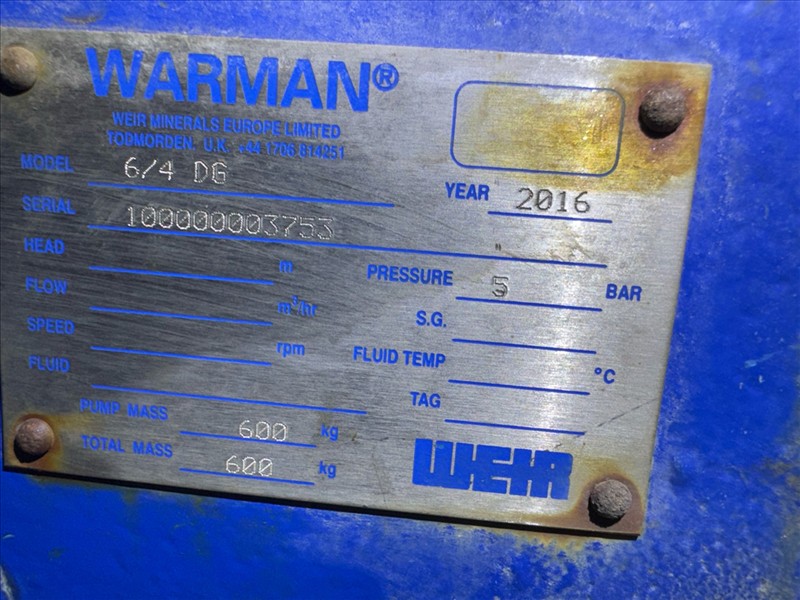 WARMAN®
WEIR MINERALS EUROPE LIMITED
TODMORDEN, U.K. +44 1706 814251
MODEL 6/4 DG
YEAR 2016
SERIAL 100000003753
HEAD m
PRESSURE 5 BAR
FLOW m³/hr
S.G.
SPEED rpm
FLUID TEMP °C
FLUID
TAG
PUMP MASS 600 kg
TOTAL MASS 600 kg
WEIR